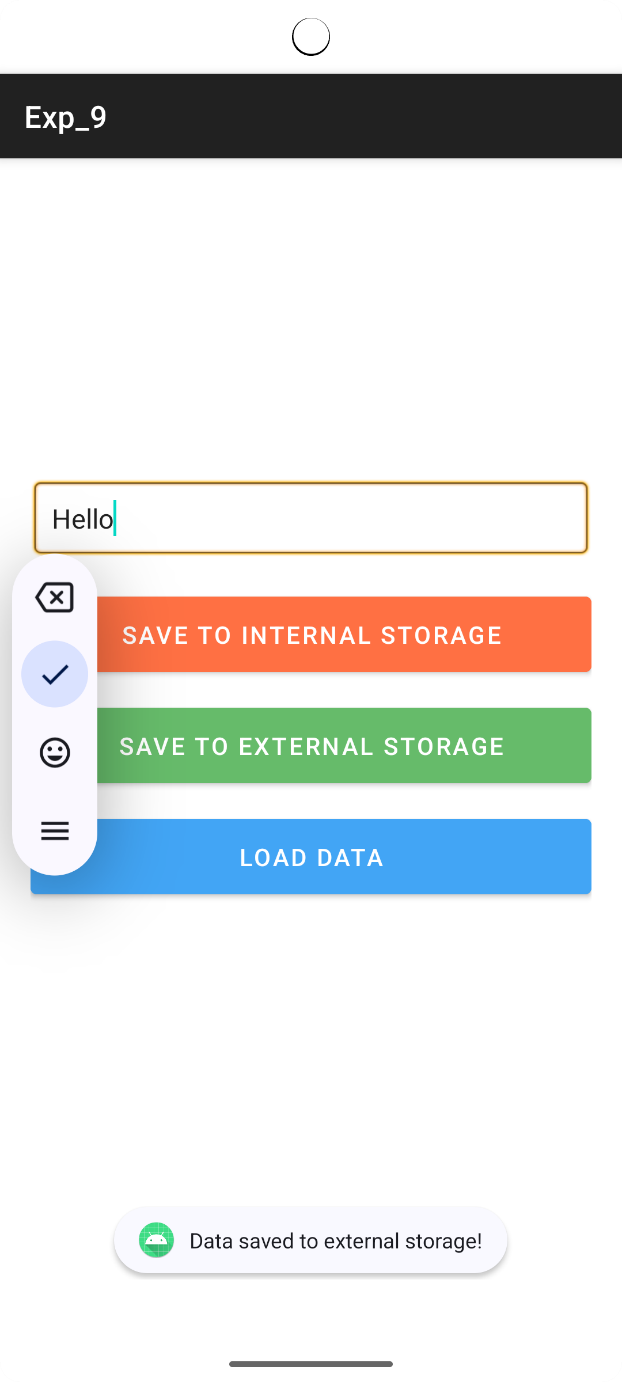 Exp_9
Hello
SAVE TO INTERNAL STORAGE
SAVE TO EXTERNAL STORAGE
LOAD DATA
Data saved to external storage!